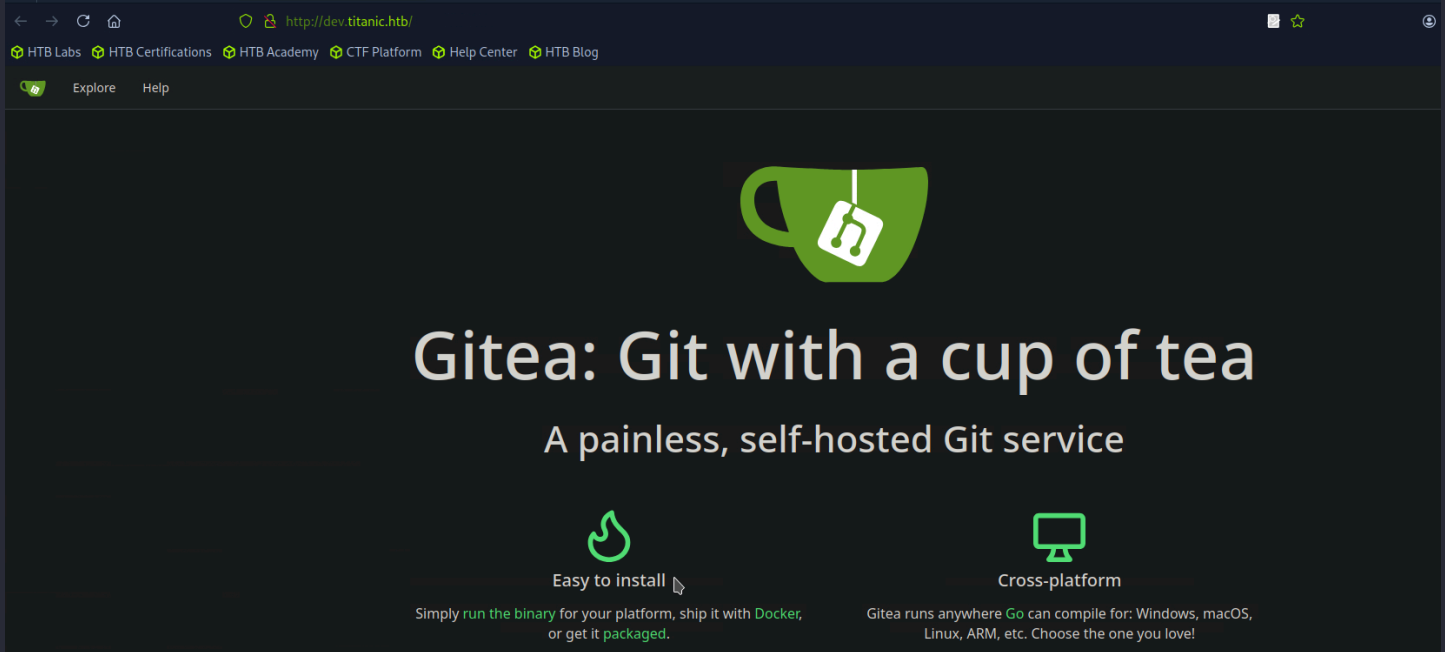 http://dev.titanic.htb/
HTB Labs HTB Certifications HTB Academy CTF Platform Help Center HTB Blog
Explore Help
Gitea: Git with a cup of tea
A painless, self-hosted Git service
Easy to install
Simply run the binary for your platform, ship it with Docker,
or get it packaged.
Cross-platform
Gitea runs anywhere Go can compile for: Windows, macOS,
Linux, ARM, etc. Choose the one you love!